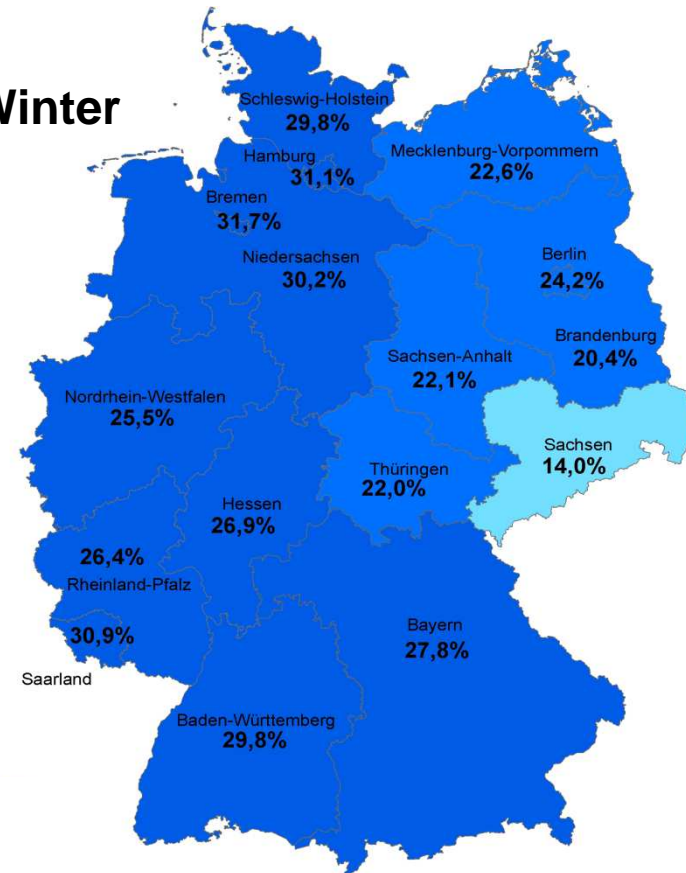 Winter
Schleswig-Holstein
29,8%
Hamburg
31,1%
Mecklenburg-Vorpommern
22,6%
Bremen
31,7%
Niedersachsen
30,2%
Berlin
24,2%
Brandenburg
20,4%
Sachsen-Anhalt
22,1%
Nordrhein-Westfalen
25,5%
Sachsen
14,0%
Thüringen
22,0%
Hessen
26,9%
26,4%
Rheinland-Pfalz
30,9%
Saarland
Bayern
27,8%
Baden-Württemberg
29,8%